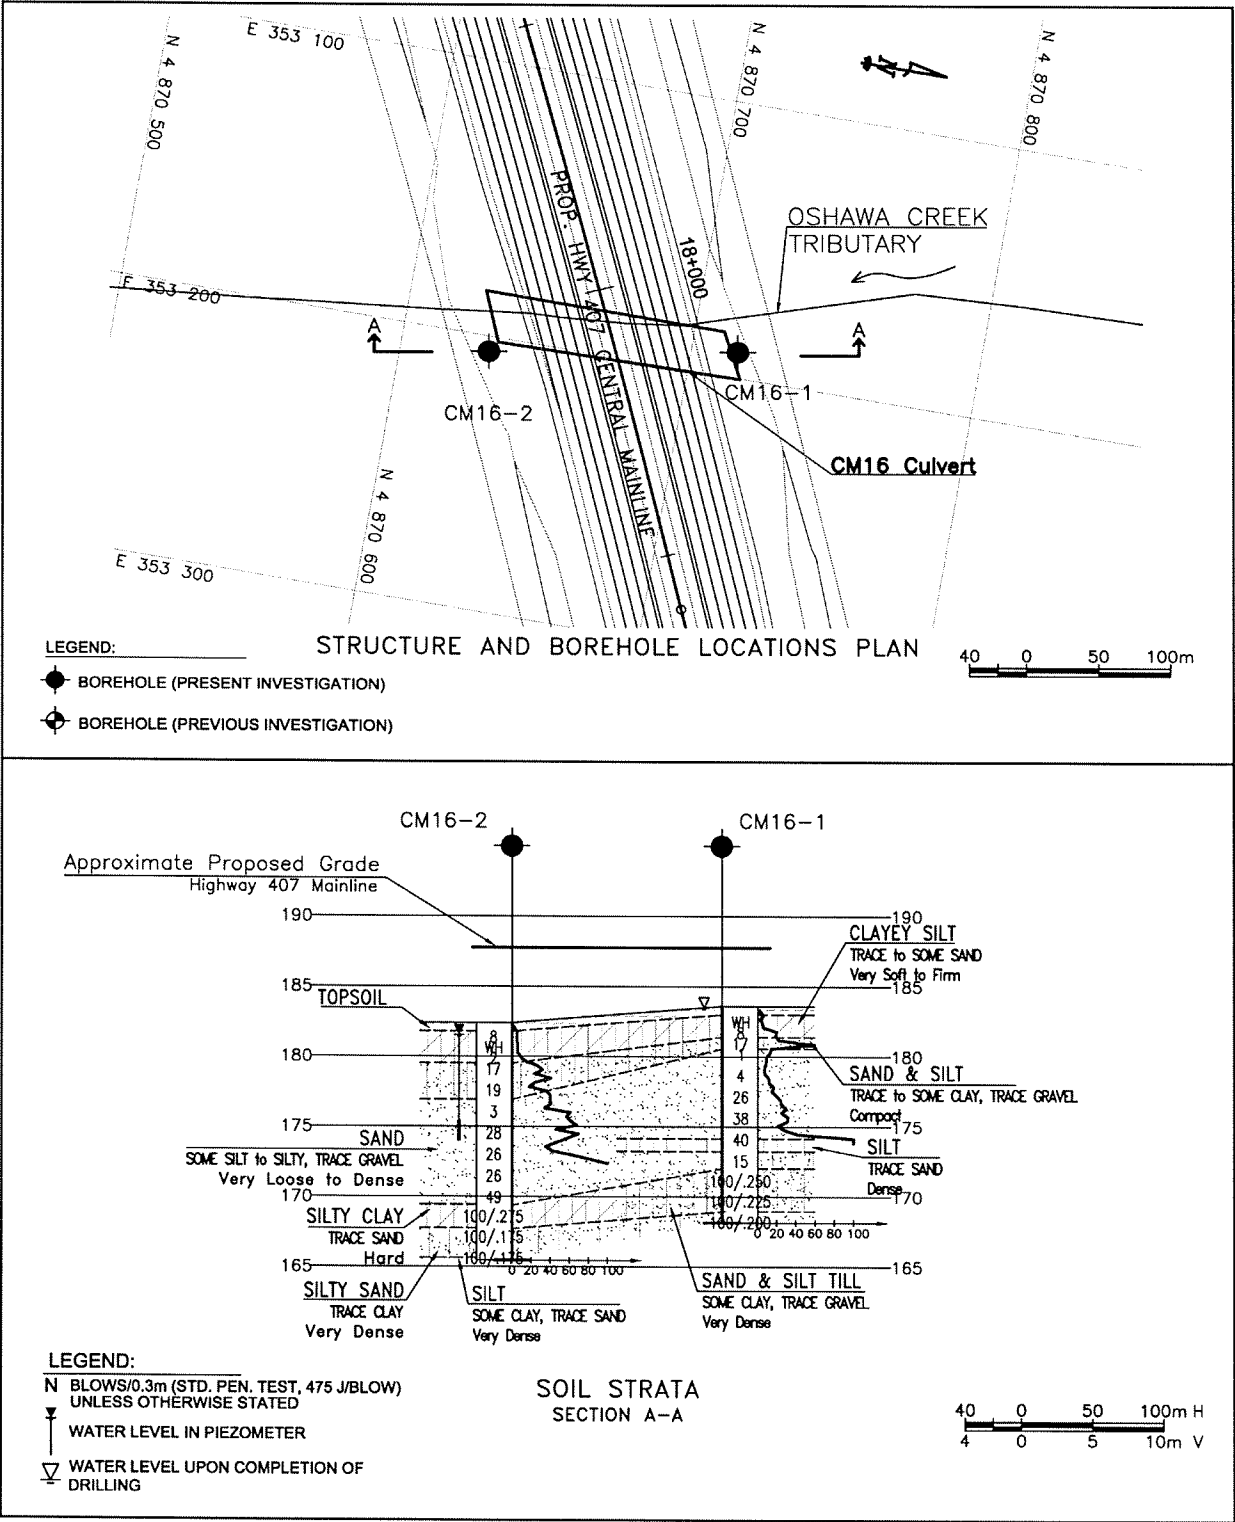 E 353 100
N 4 870 500
N 4 870 700
N 4 870 800
N
PROP. HWY 407 CENTRAL MAINLINE
18+000
OSHAWA CREEK
TRIBUTARY
E 353 200
A
A
CM16-2
CM16-1
CM16 Culvert
N 4 870 600
E 353 300
STRUCTURE AND BOREHOLE LOCATIONS PLAN
LEGEND:
BOREHOLE (PRESENT INVESTIGATION)
BOREHOLE (PREVIOUS INVESTIGATION)
40 0 50 100m
CM16-2
CM16-1
Approximate Proposed Grade
Highway 407 Mainline
190
190
CLAYEY SILT
TRACE to SOME SAND
Very Soft to Firm
185
185
TOPSOIL
8
WH
2
17
19
3
28
26
26
49
100/.275
100/.175
100/.175
WH
8
17
1
4
26
38
40
15
100/.250
100/.225
100/.200
180
180
SAND & SILT
TRACE to SOME CLAY, TRACE GRAVEL
Compact
175
175
SAND
SOME SILT to SILTY, TRACE GRAVEL
Very Loose to Dense
SILT
TRACE SAND
Dense
170
170
SILTY CLAY
TRACE SAND
Hard
0 20 40 60 80 100
0 20 40 60 80 100
165
165
SILTY SAND
TRACE CLAY
Very Dense
SILT
SOME CLAY, TRACE SAND
Very Dense
SAND & SILT TILL
SOME CLAY, TRACE GRAVEL
Very Dense
LEGEND:
N BLOWS/0.3m (STD. PEN. TEST, 475 J/BLOW)
UNLESS OTHERWISE STATED
WATER LEVEL IN PIEZOMETER
WATER LEVEL UPON COMPLETION OF
DRILLING
SOIL STRATA
SECTION A-A
40 0 50 100m H
4 0 5 10m V